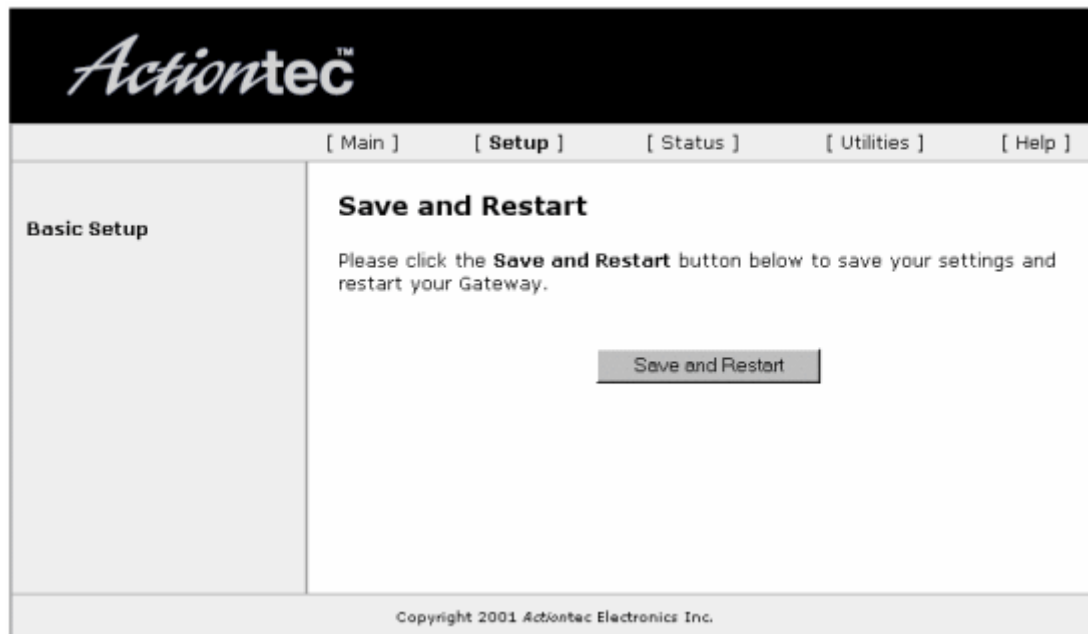 Actiontec™
[ Main ] [ Setup ] [ Status ] [ Utilities ] [ Help ]
Basic Setup
Save and Restart
Please click the Save and Restart button below to save your settings and
restart your Gateway.
Save and Restart
Copyright 2001 Actiontec Electronics Inc.